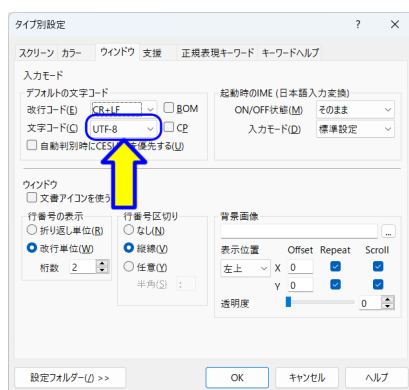 タイプ別設定 ? ×
スクリーン カラー ウィンドウ 支援 正規表現キーワード キーワードヘルプ
入力モード
デフォルトの文字コード
改行コード(E) CR+LF BOM
文字コード(F) UTF-8 CP
自動判別時にCESU を優先する(U)
起動時のIME (日本語入力変換)
ON/OFF状態(M) そのまま
入力モード(D) 標準設定
ウィンドウ
文書アイコンを使う
行番号の表示
折り返し単位(R)
改行単位(W)
桁数 2
行番号区切り
なし(N)
縦線(V)
任意(Y)
半角(S) :
背景画像
...
表示位置 Offset Repeat Scroll
左上 X 0
Y 0
透明度 0
設定フォルダー(/) >> OK キャンセル ヘルプ